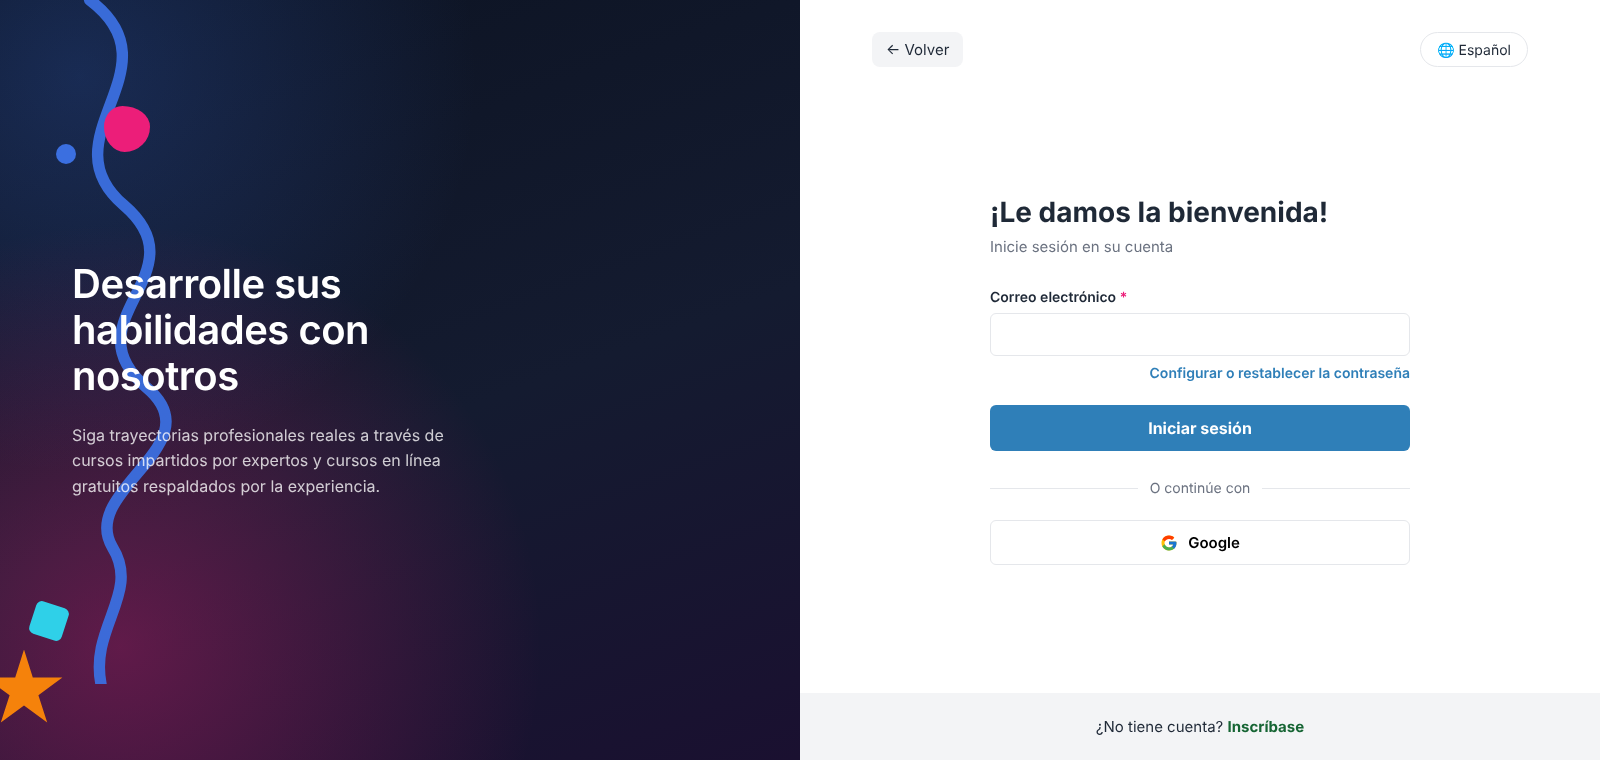 Desarrolle sus
habilidades con
nosotros
Siga trayectorias profesionales reales a través de
cursos impartidos por expertos y cursos en línea
gratuitos respaldados por la experiencia.
← Volver
Español
¡Le damos la bienvenida!
Inicie sesión en su cuenta
Correo electrónico *
Configurar o restablecer la contraseña
Iniciar sesión
O continúe con
Google
¿No tiene cuenta? Inscríbase